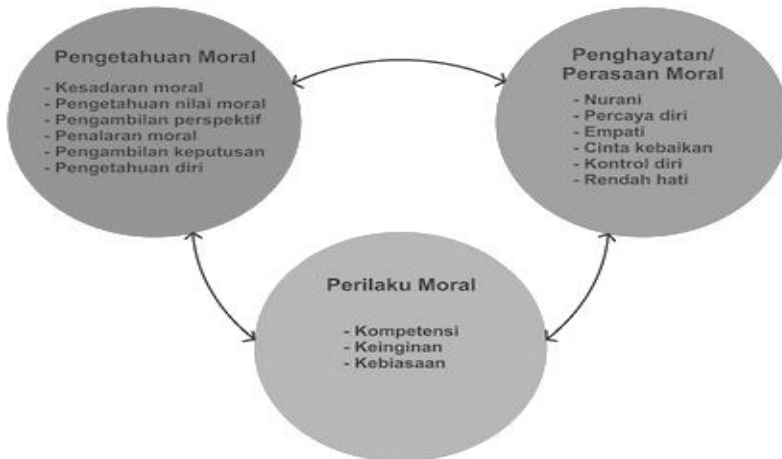 Pengetahuan Moral
- Kesadaran moral
- Pengetahuan nilai moral
- Pengambilan perspektif
- Penalaran moral
- Pengambilan keputusan
- Pengetahuan diri
Penghayatan/
Perasaan Moral
- Nurani
- Percaya diri
- Empati
- Cinta kebaikan
- Kontrol diri
- Rendah hati
Perilaku Moral
- Kompetensi
- Keinginan
- Kebiasaan